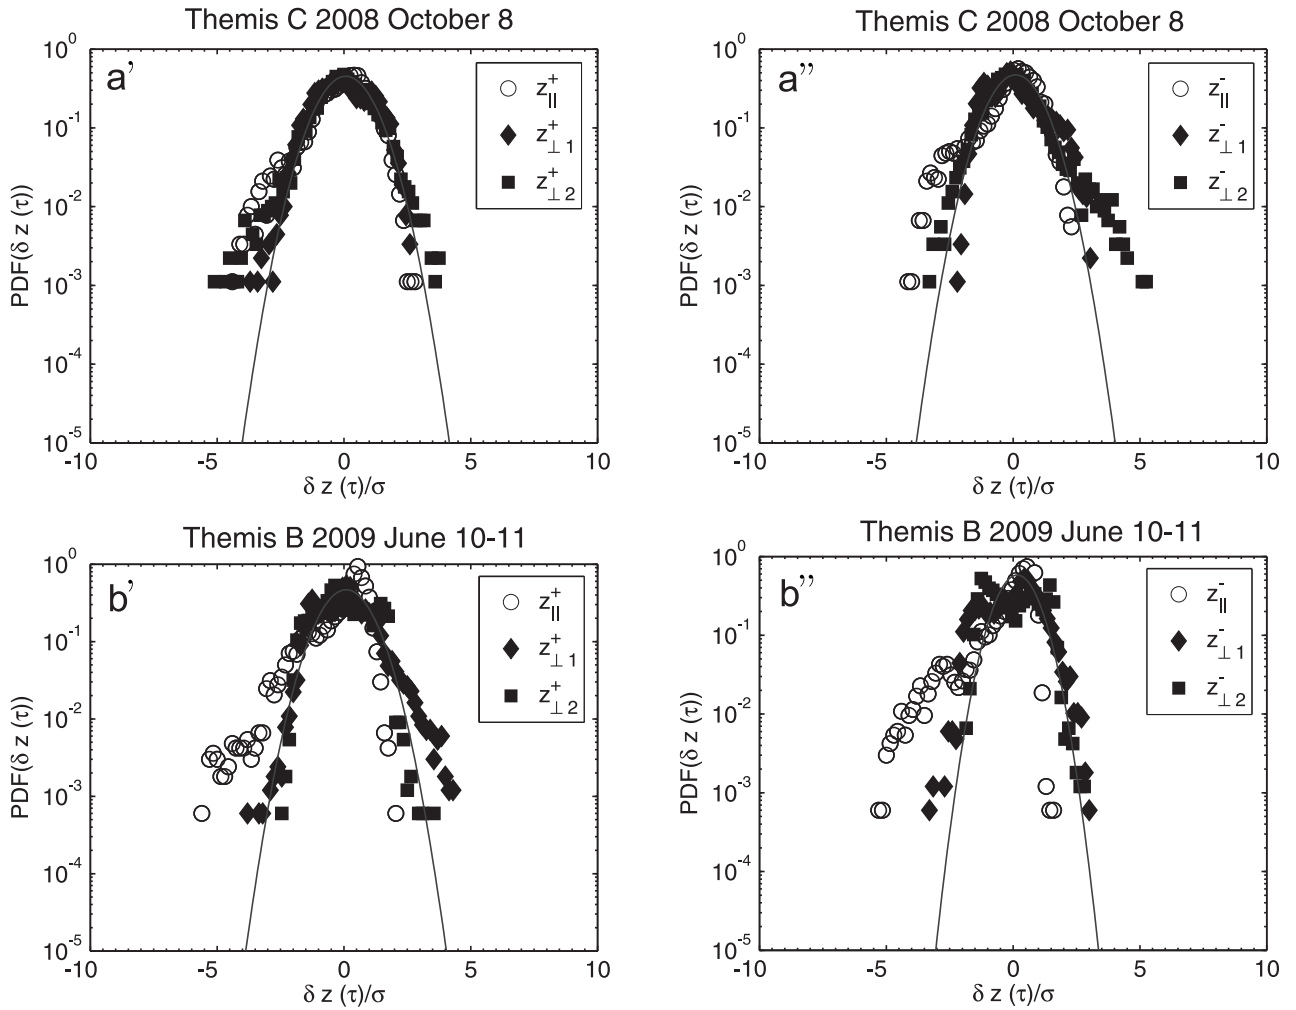 Themis C 2008 October 8
a’
z∥+
z⊥1+
z⊥2+
10^0
10^-1
10^-2
10^-3
10^-4
10^-5
PDF(δ z (τ))
-10 -5 0 5 10
δ z (τ)/σ
Themis C 2008 October 8
a’’
z∥-
z⊥1-
z⊥2-
10^0
10^-1
10^-2
10^-3
10^-4
10^-5
PDF(δ z (τ))
-10 -5 0 5 10
δ z (τ)/σ
Themis B 2009 June 10-11
b’
z∥+
z⊥1+
z⊥2+
10^0
10^-1
10^-2
10^-3
10^-4
10^-5
PDF(δ z (τ))
-10 -5 0 5 10
δ z (τ)/σ
Themis B 2009 June 10-11
b’’
z∥-
z⊥1-
z⊥2-
10^0
10^-1
10^-2
10^-3
10^-4
10^-5
PDF(δ z (τ))
-10 -5 0 5 10
δ z (τ)/σ